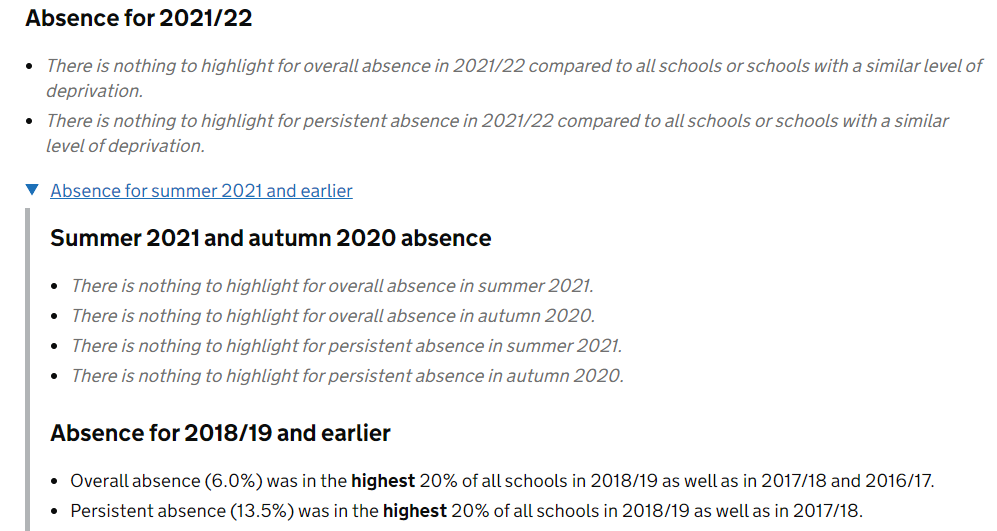 Absence for 2021/22
There is nothing to highlight for overall absence in 2021/22 compared to all schools or schools with a similar level of
deprivation.
There is nothing to highlight for persistent absence in 2021/22 compared to all schools or schools with a similar
level of deprivation.
Absence for summer 2021 and earlier
Summer 2021 and autumn 2020 absence
There is nothing to highlight for overall absence in summer 2021.
There is nothing to highlight for overall absence in autumn 2020.
There is nothing to highlight for persistent absence in summer 2021.
There is nothing to highlight for persistent absence in autumn 2020.
Absence for 2018/19 and earlier
Overall absence (6.0%) was in the highest 20% of all schools in 2018/19 as well as in 2017/18 and 2016/17.
Persistent absence (13.5%) was in the highest 20% of all schools in 2018/19 as well as in 2017/18.